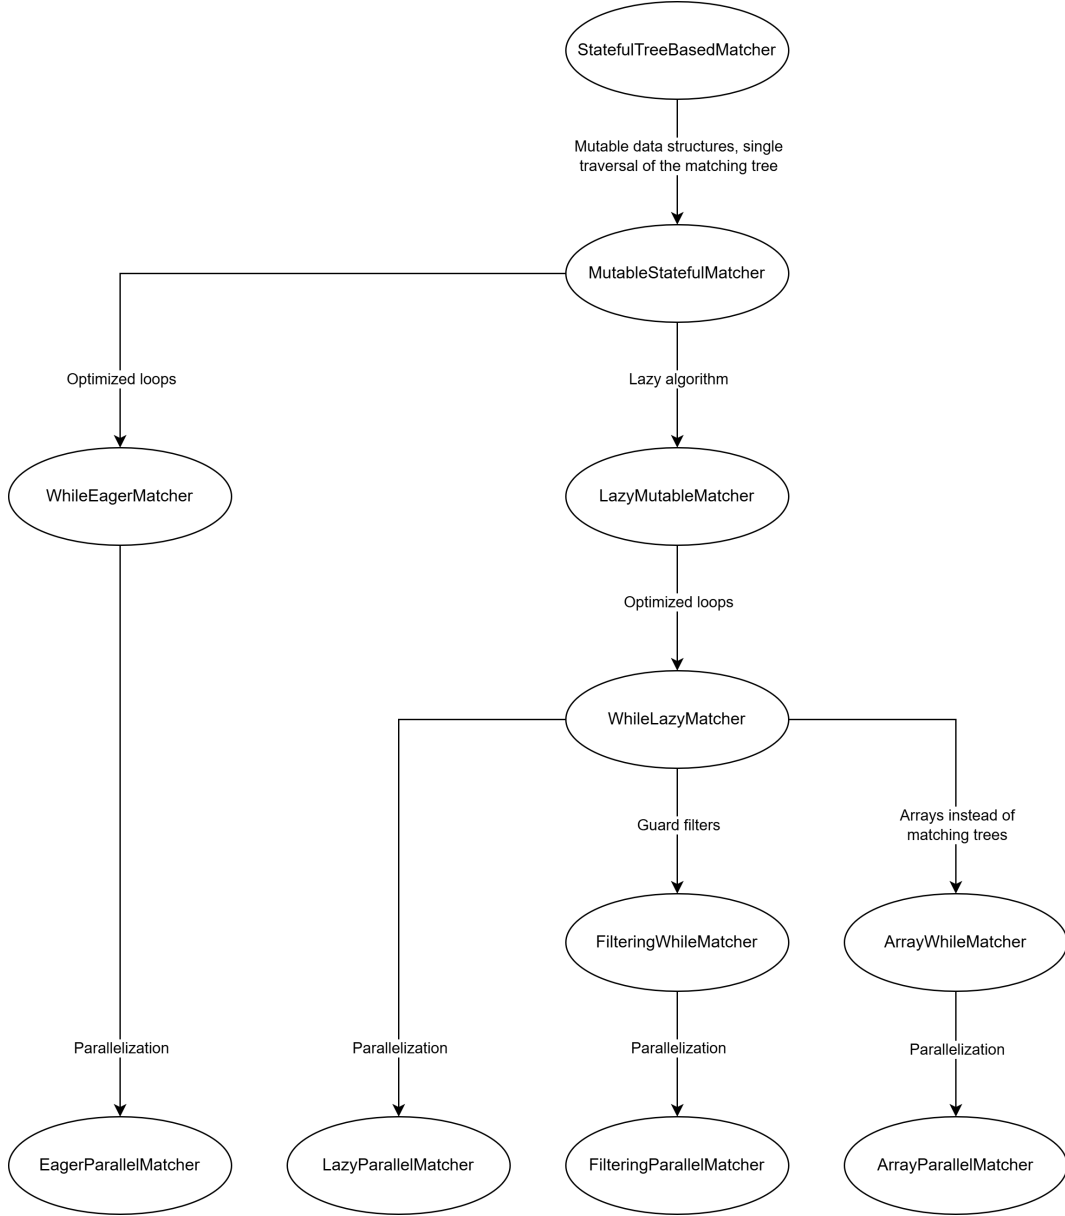 StatefulTreeBasedMatcher
Mutable data structures, single
traversal of the matching tree
MutableStatefulMatcher
Optimized loops
Lazy algorithm
WhileEagerMatcher
LazyMutableMatcher
Optimized loops
WhileLazyMatcher
Guard filters
Arrays instead of
matching trees
FilteringWhileMatcher
ArrayWhileMatcher
Parallelization
Parallelization
Parallelization
Parallelization
EagerParallelMatcher
LazyParallelMatcher
FilteringParallelMatcher
ArrayParallelMatcher